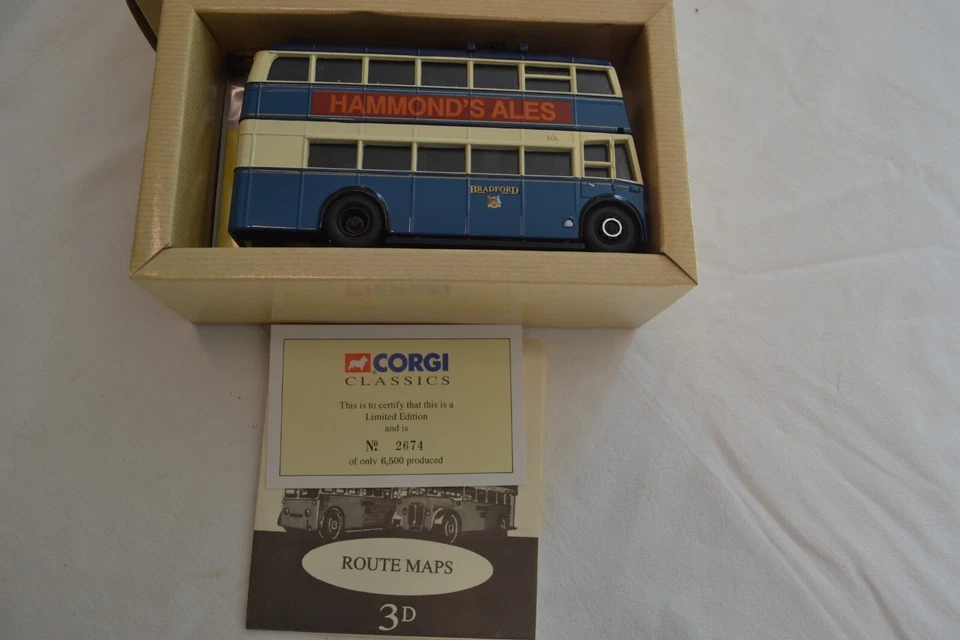 HAMMOND'S ALES
BRADFORD
CORGI
CLASSICS
This is to certify that this is a
Limited Edition
and is
Nº 2674
of only 6,500 produced
ROUTE MAPS
3D